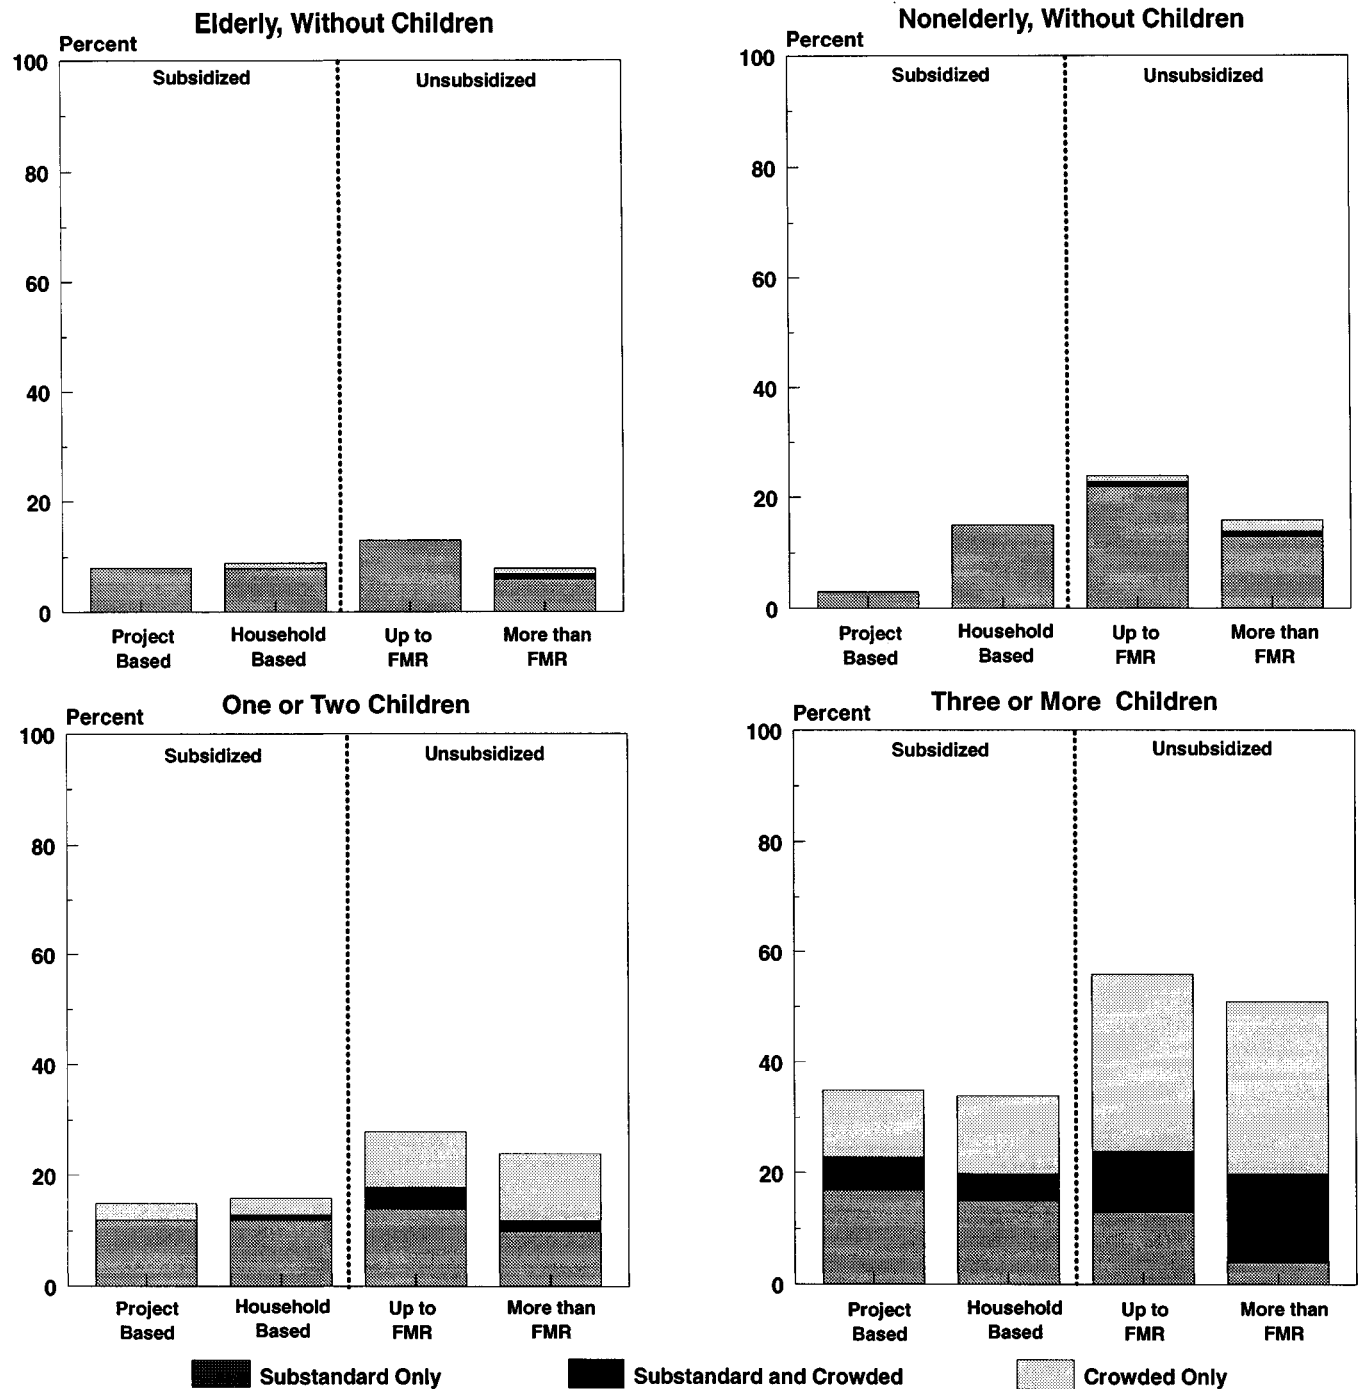 Elderly, Without Children
Percent
100
80
60
40
20
0
Subsidized
Unsubsidized
Project
Based
Household
Based
Up to
FMR
More than
FMR
Nonelderly, Without Children
Percent
100
80
60
40
20
0
Subsidized
Unsubsidized
Project
Based
Household
Based
Up to
FMR
More than
FMR
One or Two Children
Percent
100
80
60
40
20
0
Subsidized
Unsubsidized
Project
Based
Household
Based
Up to
FMR
More than
FMR
Three or More Children
Percent
100
80
60
40
20
0
Subsidized
Unsubsidized
Project
Based
Household
Based
Up to
FMR
More than
FMR
Substandard Only
Substandard and Crowded
Crowded Only